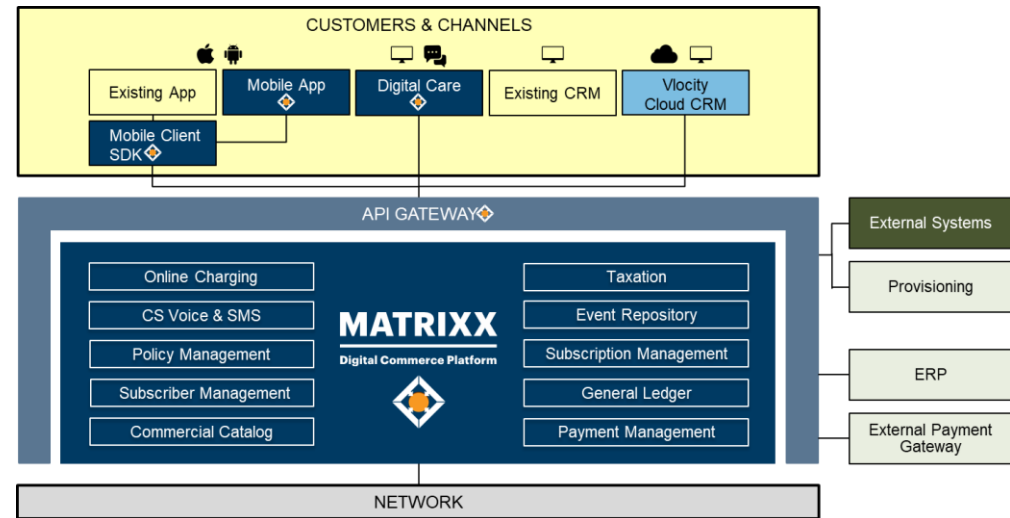 CUSTOMERS & CHANNELS
Existing App
Mobile App
Digital Care
Existing CRM
Vlocity
Cloud CRM
Mobile Client
SDK
API GATEWAY
External Systems
Provisioning
ERP
External Payment
Gateway
Online Charging
CS Voice & SMS
Policy Management
Subscriber Management
Commercial Catalog
MATRIXX
Digital Commerce Platform
Taxation
Event Repository
Subscription Management
General Ledger
Payment Management
NETWORK